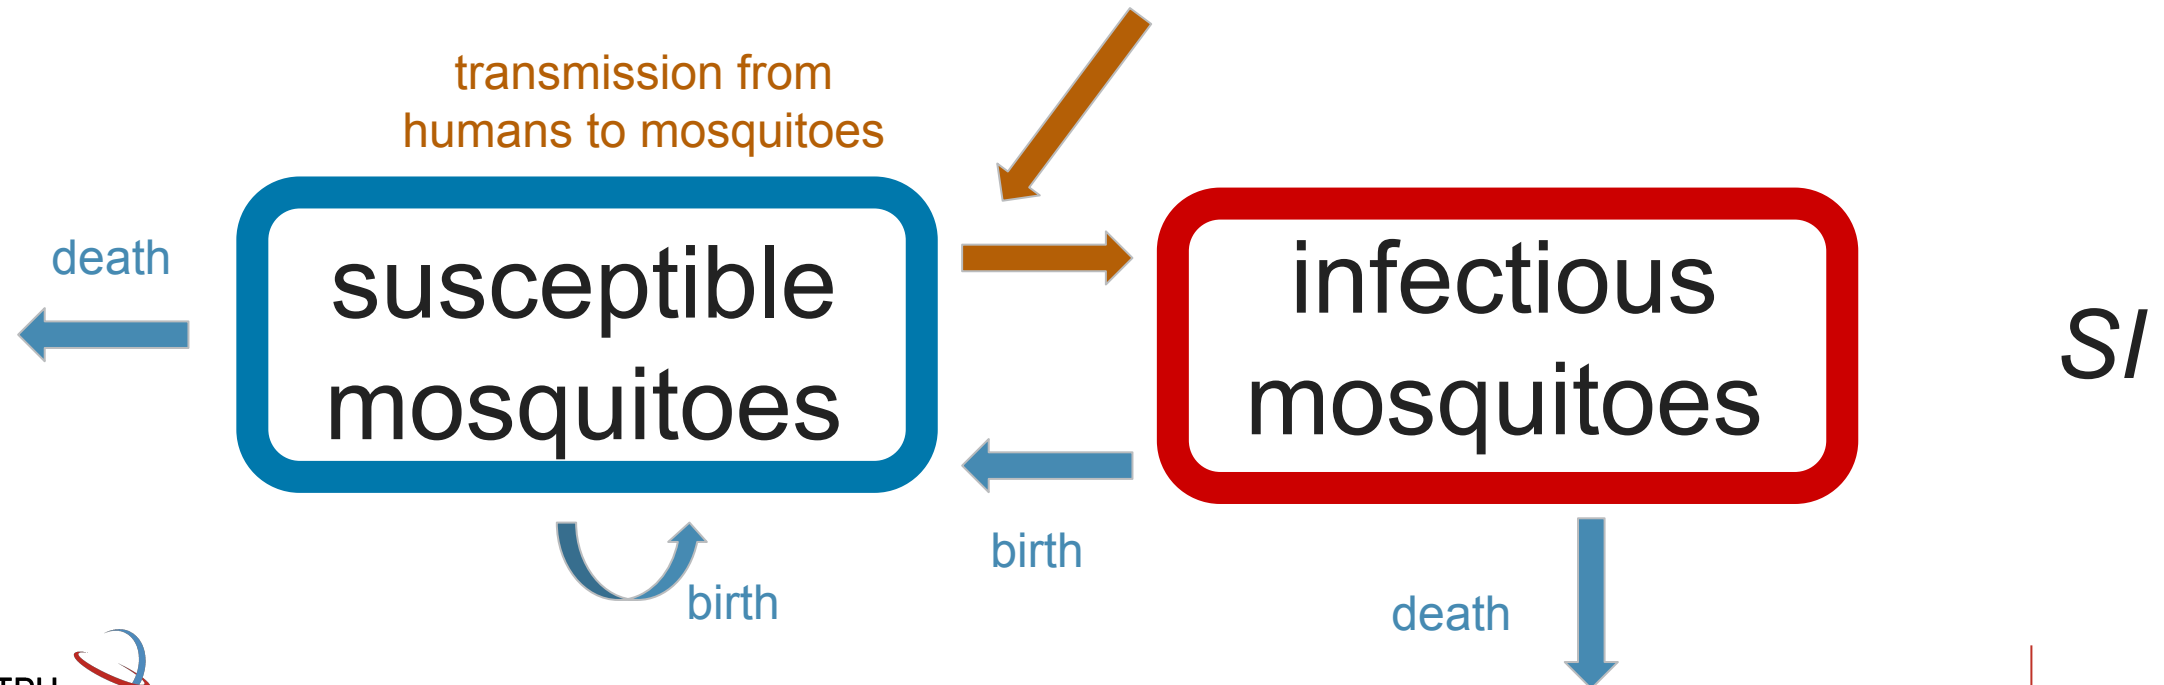 transmission from
humans to mosquitoes
death
susceptible
mosquitoes
infectious
mosquitoes
SI
birth
birth
death